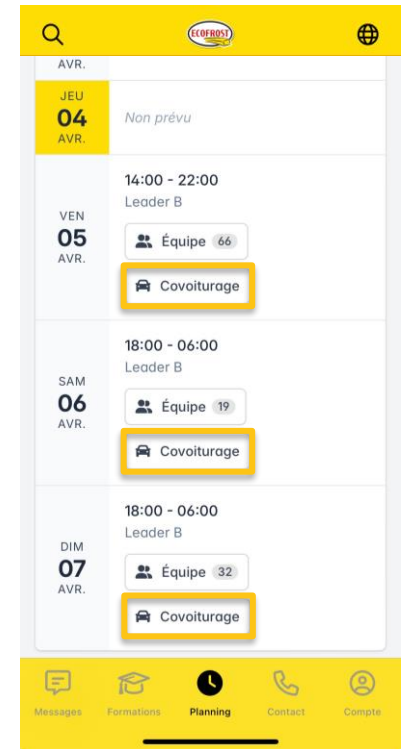 ECOFROST
AVR.
JEU
04
AVR.
Non prévu
VEN
05
AVR.
14:00 - 22:00
Leader B
Équipe 66
Covoiturage
SAM
06
AVR.
18:00 - 06:00
Leader B
Équipe 19
Covoiturage
DIM
07
AVR.
18:00 - 06:00
Leader B
Équipe 32
Covoiturage
Messages Formations Planning Contact Compte